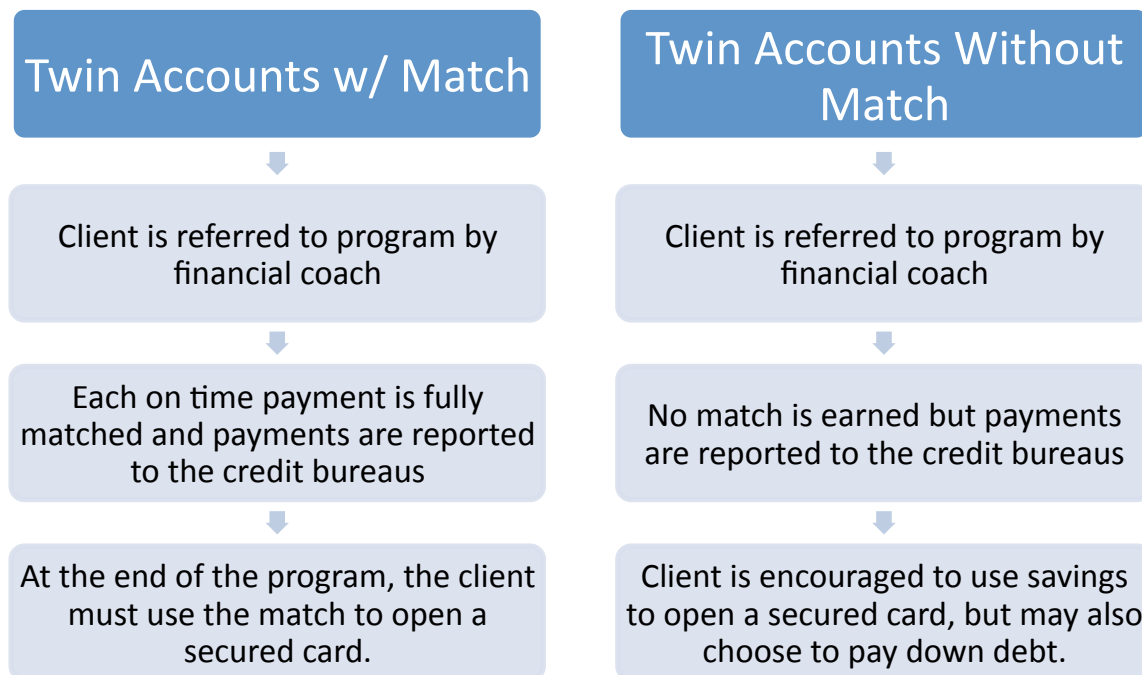 Twin Accounts w/ Match
Client is referred to program by
financial coach
Each on time payment is fully
matched and payments are reported
to the credit bureaus
At the end of the program, the client
must use the match to open a
secured card.
Twin Accounts Without
Match
Client is referred to program by
financial coach
No match is earned but payments
are reported to the credit bureaus
Client is encouraged to use savings
to open a secured card, but may also
choose to pay down debt.